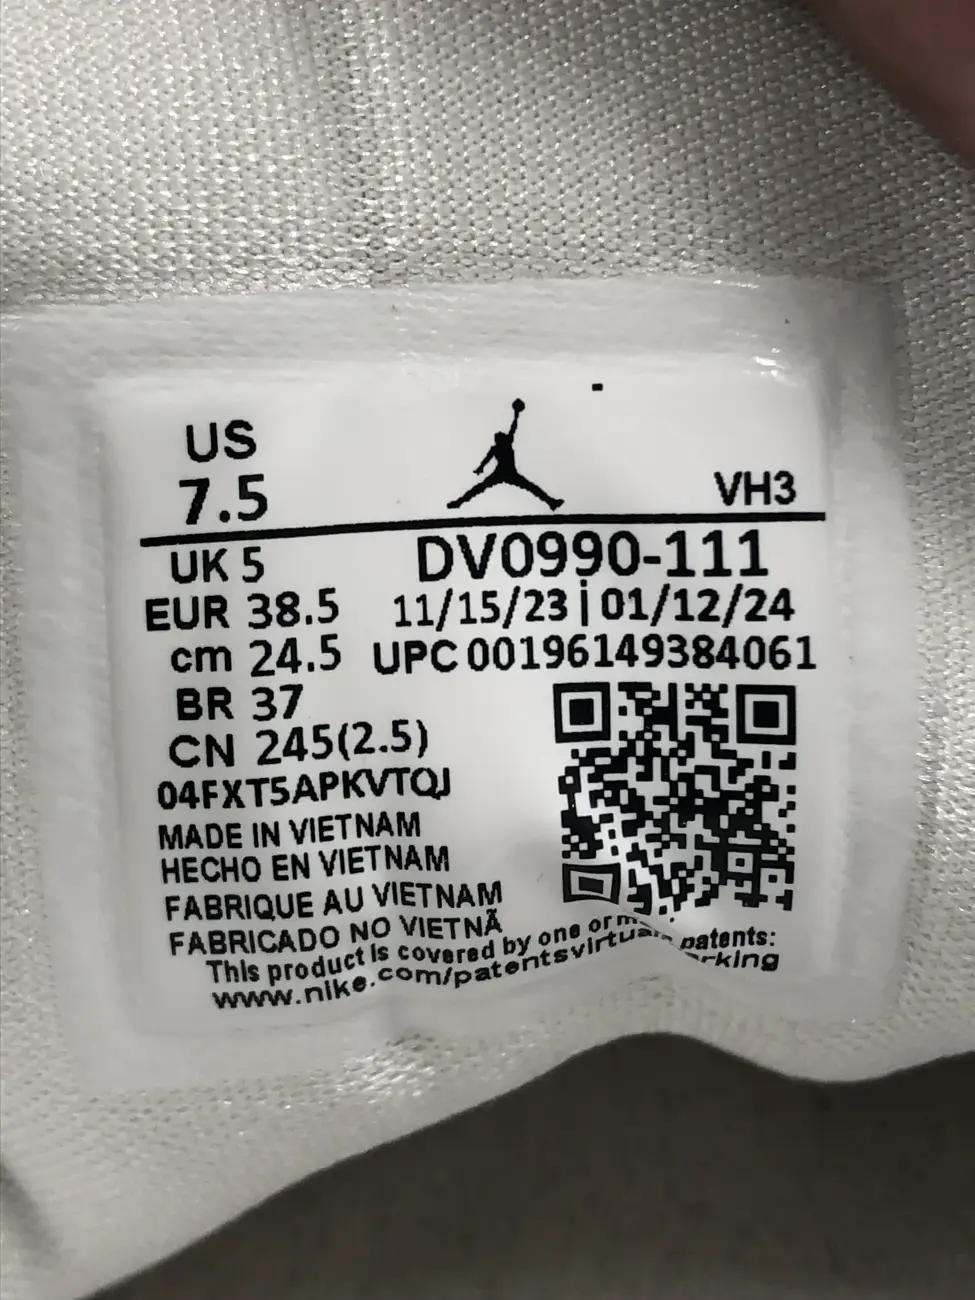 US
7.5
VH3
UK 5
DV0990-111
EUR 38.5
11/15/23 | 01/12/24
cm 24.5
UPC 00196149384061
BR 37
CN 245(2.5)
04FXT5APKVTQJ
MADE IN VIETNAM
HECHO EN VIETNAM
FABRIQUE AU VIETNAM
FABRICADO NO VIETNÃ
This product is covered by one or patents:
www.nike.com/patents